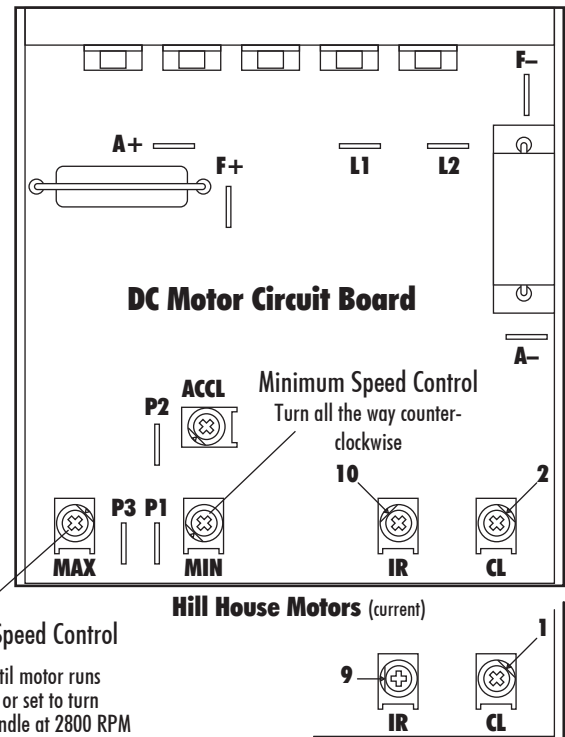 F–
A+
F+
L1
L2
DC Motor Circuit Board
A–
Minimum Speed Control
Turn all the way counter-
clockwise
ACCL
P2
10
2
P3 P1
MAX
MIN
IR
CL
Hill House Motors (current)
Speed Control
motor runs
or set to turn
at 2800 RPM
1
9
IR
CL